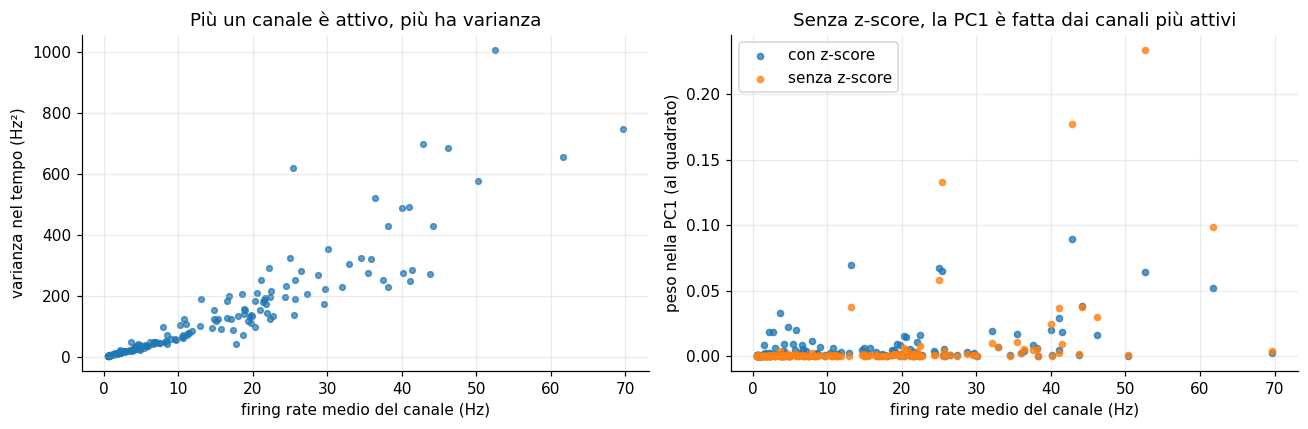 Più un canale è attivo, più ha varianza
varianza nel tempo (Hz²)
1000
800
600
400
200
0
0 10 20 30 40 50 60 70
firing rate medio del canale (Hz)
Senza z-score, la PC1 è fatta dai canali più attivi
con z-score
senza z-score
peso nella PC1 (al quadrato)
0.20
0.15
0.10
0.05
0.00
0 10 20 30 40 50 60 70
firing rate medio del canale (Hz)